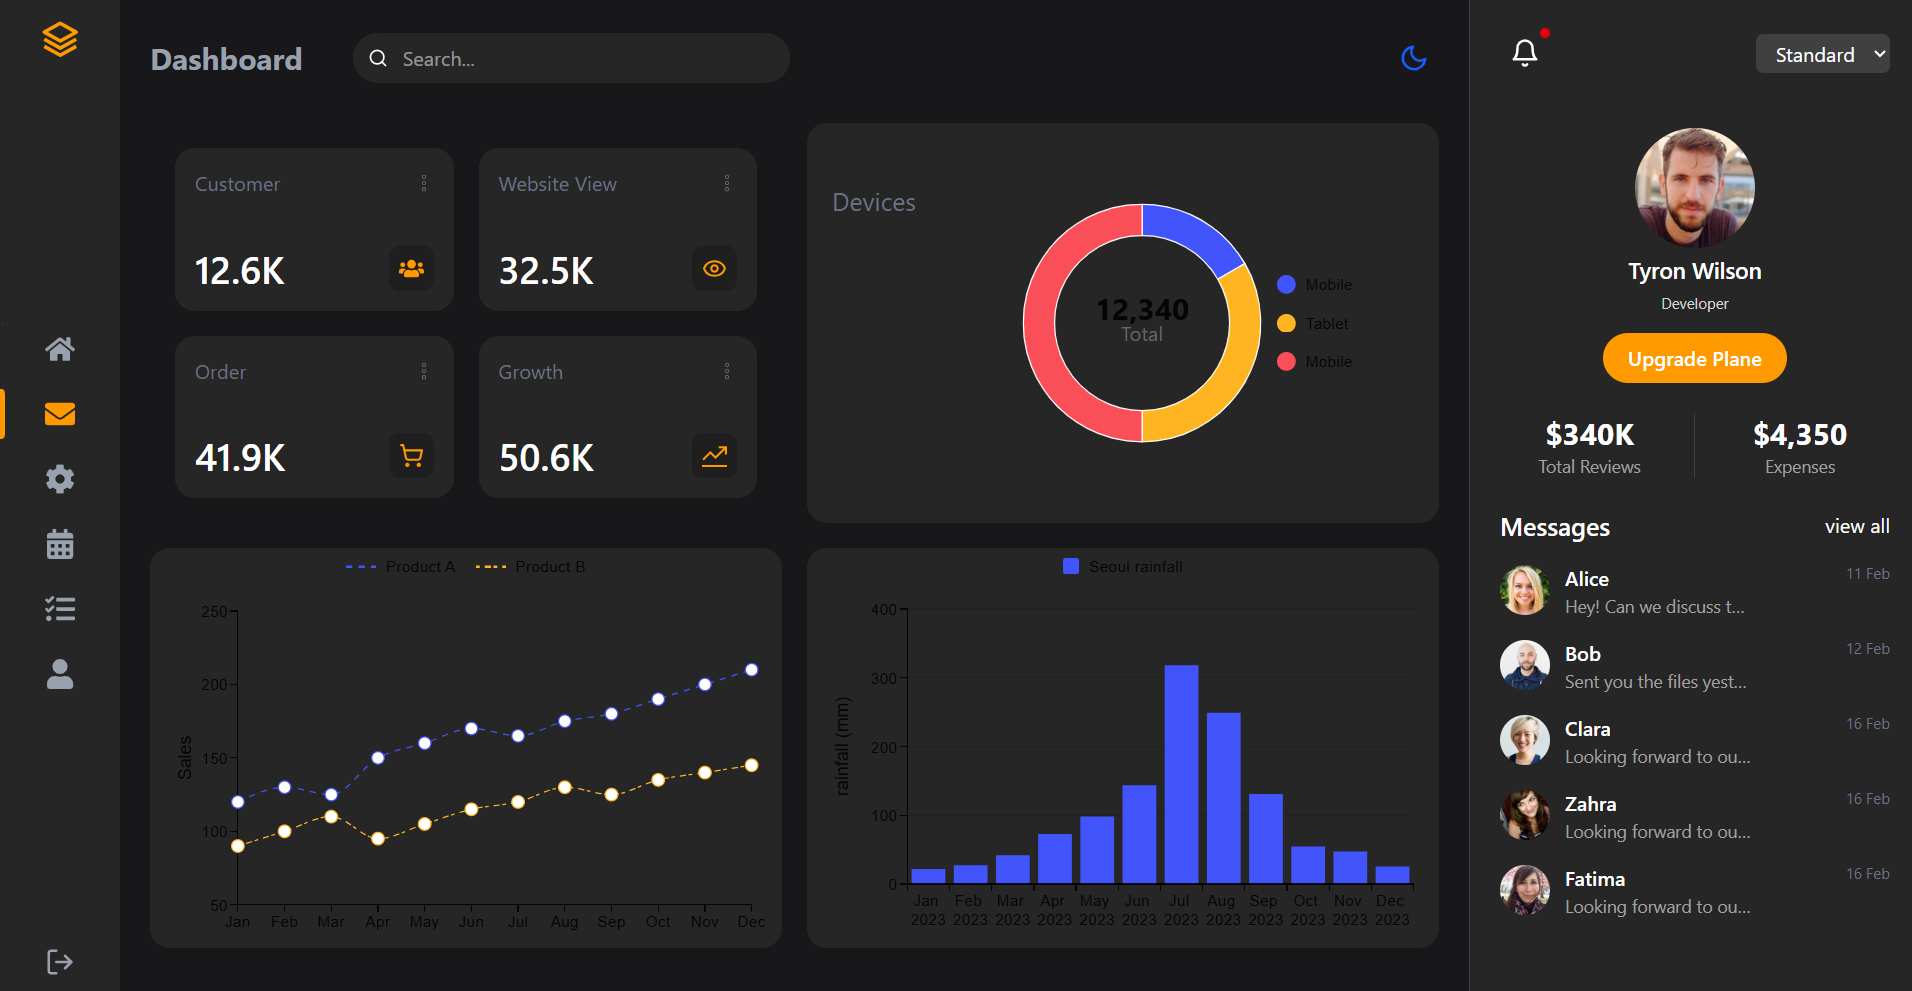 Dashboard
Search...
Standard
Customer
12.6K
Website View
32.5K
Order
41.9K
Growth
50.6K
Devices
12,340
Total
Mobile
Tablet
Mobile
Product A
Product B
Sales
250
200
150
100
50
Jan Feb Mar Apr May Jun Jul Aug Sep Oct Nov Dec
Seoul rainfall
rainfall (mm)
400
300
200
100
0
Jan Feb Mar Apr May Jun Jul Aug Sep Oct Nov Dec
2023 2023 2023 2023 2023 2023 2023 2023 2023 2023 2023 2023
Tyron Wilson
Developer
Upgrade Plane
$340K
Total Reviews
$4,350
Expenses
Messages
view all
Alice
11 Feb
Hey! Can we discuss t...
Bob
12 Feb
Sent you the files yest...
Clara
16 Feb
Looking forward to ou...
Zahra
16 Feb
Looking forward to ou...
Fatima
16 Feb
Looking forward to ou...